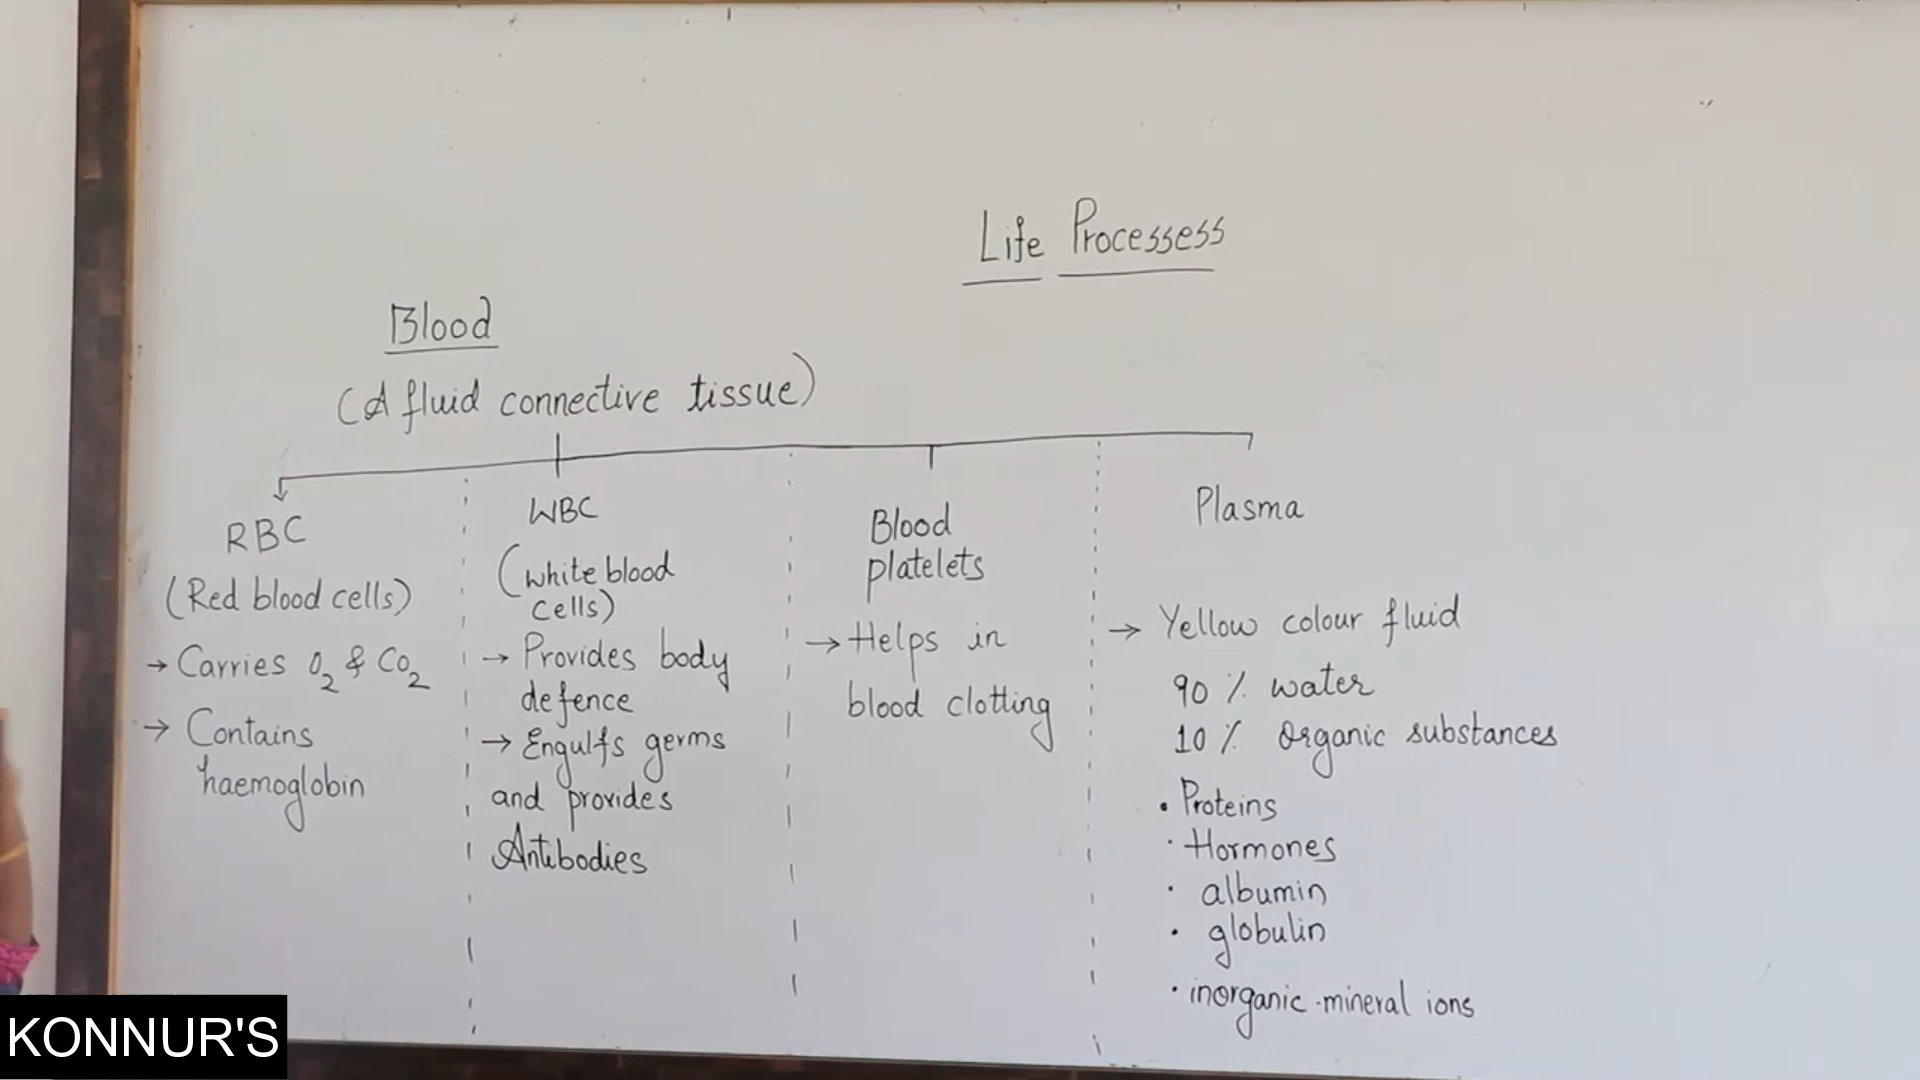 Life Processess
Blood
(A fluid connective tissue)
RBC
(Red blood cells)
→ Carries O2 & CO2
→ Contains
haemoglobin
WBC
(white blood
cells)
→ Provides body
defence
→ Engulfs germs
and provides
Antibodies
Blood
platelets
→ Helps in
blood clotting
Plasma
→ Yellow colour fluid
90 % water
10 % Organic substances
• Proteins
• Hormones
• albumin
• globulin
• inorganic-mineral ions
KONNUR'S